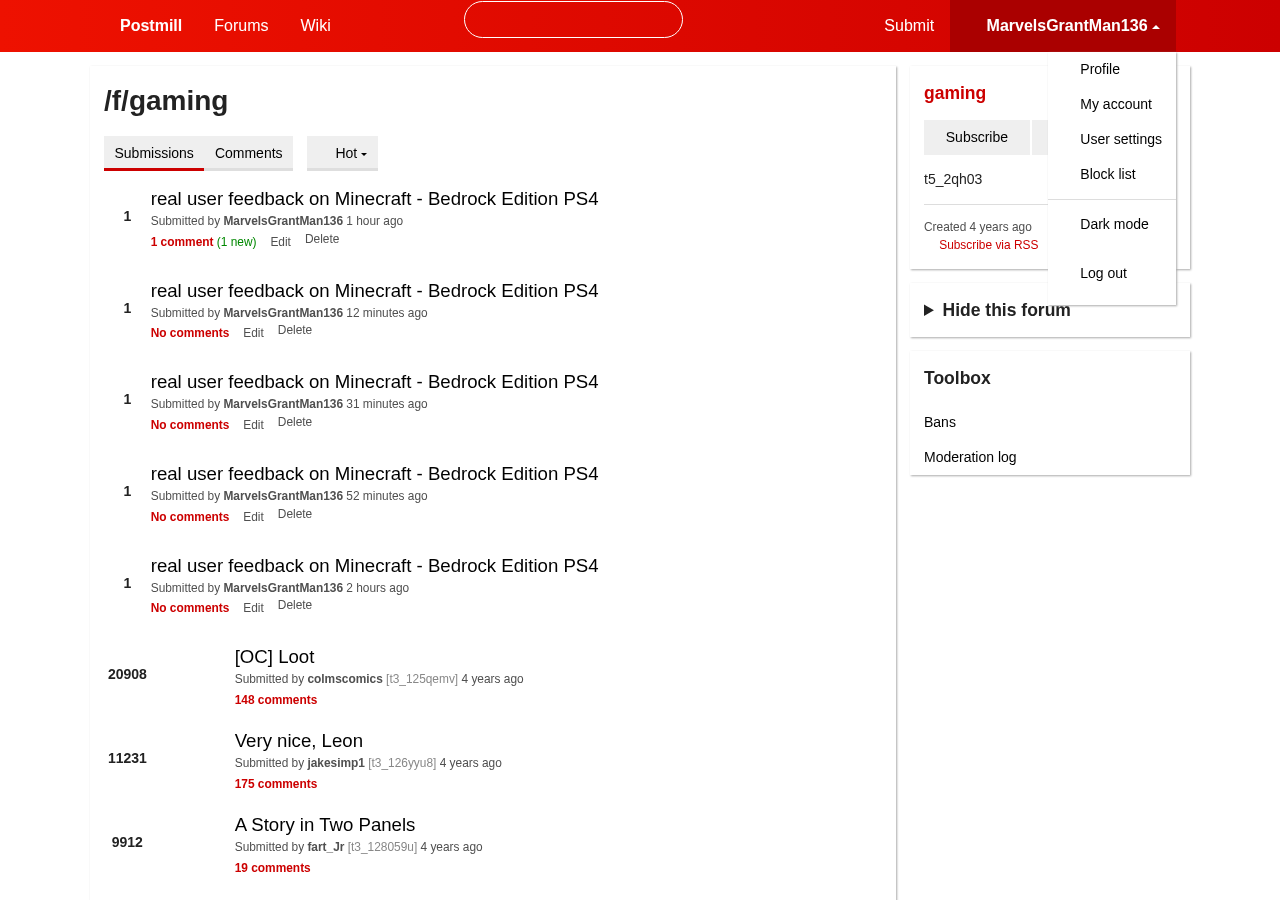 Postmill Forums Wiki Submit MarvelsGrantMan136
Profile
My account
User settings
Block list
Dark mode
Log out
/f/gaming
Submissions Comments Hot
real user feedback on Minecraft - Bedrock Edition PS4
1
Submitted by MarvelsGrantMan136 1 hour ago
1 comment (1 new) Edit Delete
real user feedback on Minecraft - Bedrock Edition PS4
1
Submitted by MarvelsGrantMan136 12 minutes ago
No comments Edit Delete
real user feedback on Minecraft - Bedrock Edition PS4
1
Submitted by MarvelsGrantMan136 31 minutes ago
No comments Edit Delete
real user feedback on Minecraft - Bedrock Edition PS4
1
Submitted by MarvelsGrantMan136 52 minutes ago
No comments Edit Delete
real user feedback on Minecraft - Bedrock Edition PS4
1
Submitted by MarvelsGrantMan136 2 hours ago
No comments Edit Delete
[OC] Loot
20908
Submitted by colmscomics [t3_125qemv] 4 years ago
148 comments
Very nice, Leon
11231
Submitted by jakesimp1 [t3_126yyu8] 4 years ago
175 comments
A Story in Two Panels
9912
Submitted by fart_Jr [t3_128059u] 4 years ago
19 comments
gaming
Subscribe
t5_2qh03
Created 4 years ago
Subscribe via RSS
Hide this forum
Toolbox
Bans
Moderation log